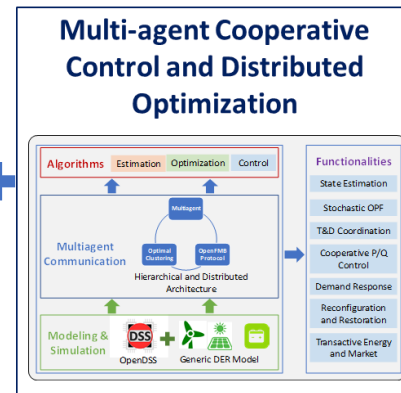 Multi-agent Cooperative
Control and Distributed
Optimization
Algorithms
Estimation
Optimization
Control
Multiagent
Communication
Multiagent
Optimal
Clustering
OpenFMB
Protocol
Hierarchical and Distributed
Architecture
Modeling &
Simulation
DSS
OpenDSS
Generic DER Model
Functionalities
State Estimation
Stochastic OPF
T&D Coordination
Cooperative P/Q
Control
Demand Response
Reconfiguration
and Restoration
Transactive Energy
and Market